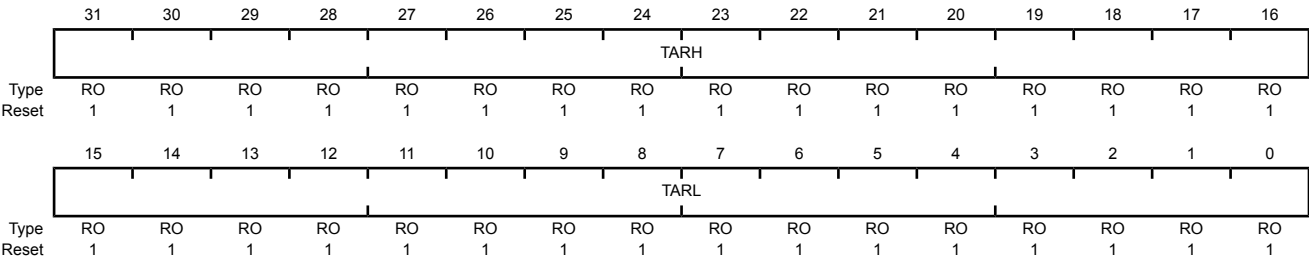 31 30 29 28 27 26 25 24 23 22 21 20 19 18 17 16
TARH
Type RO RO RO RO RO RO RO RO RO RO RO RO RO RO RO RO
Reset 1 1 1 1 1 1 1 1 1 1 1 1 1 1 1 1
15 14 13 12 11 10 9 8 7 6 5 4 3 2 1 0
TARL
Type RO RO RO RO RO RO RO RO RO RO RO RO RO RO RO RO
Reset 1 1 1 1 1 1 1 1 1 1 1 1 1 1 1 1